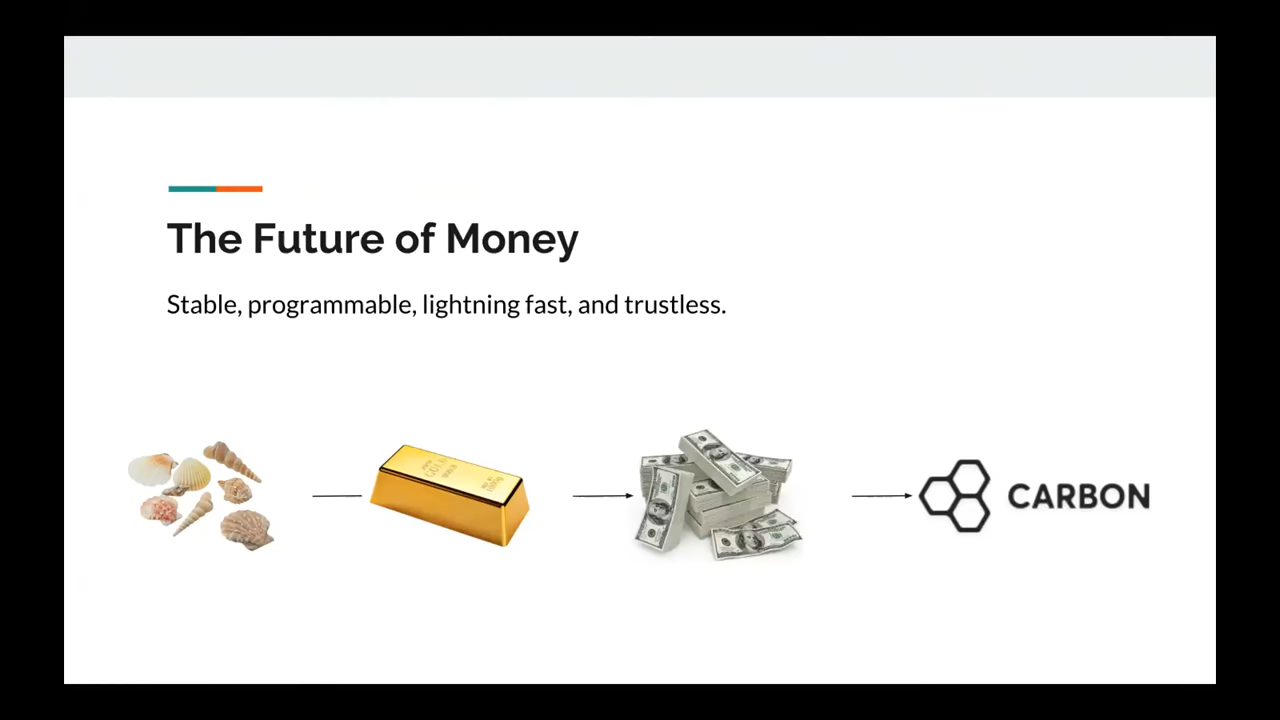 The Future of Money
Stable, programmable, lightning fast, and trustless.
CARBON